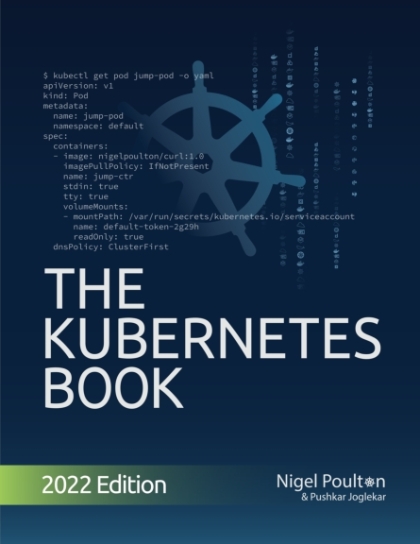 $ kubectl get pod jump-pod -o yaml
apiVersion: v1
kind: Pod
metadata:
  name: jump-pod
  namespace: default
spec:
  containers:
  - image: nigelpoulton/curl:1.0
    imagePullPolicy: IfNotPresent
    name: jump-ctr
    stdin: true
    tty: true
    volumeMounts:
    - mountPath: /var/run/secrets/kubernetes.io/serviceaccount
      name: default-token-2g29h
      readOnly: true
  dnsPolicy: ClusterFirst
THE
KUBERNETES
BOOK
2022 Edition
Nigel Poulton
& Pushkar Joglekar